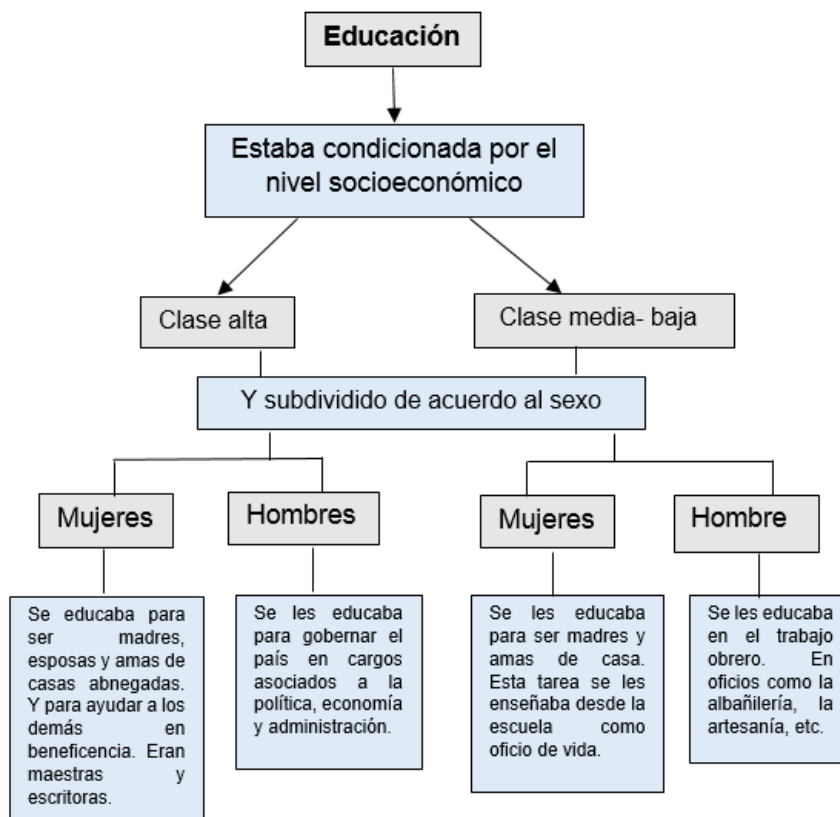 Educación
Estaba condicionada por el
nivel socioeconómico
Clase alta
Clase media- baja
Y subdividido de acuerdo al sexo
Mujeres
Hombres
Mujeres
Hombre
Se educaba para
ser madres,
esposas y amas de
casas abnegadas.
Y para ayudar a los
demás en
beneficencia. Eran
maestras y
escritoras.
Se les educaba
para gobernar el
país en cargos
asociados a la
política, economía
y administración.
Se les educaba
para ser madres y
amas de casa.
Esta tarea se les
enseñaba desde la
escuela como
oficio de vida.
Se les educaba
en el trabajo
obrero. En
oficios como la
albañilería, la
artesanía, etc.